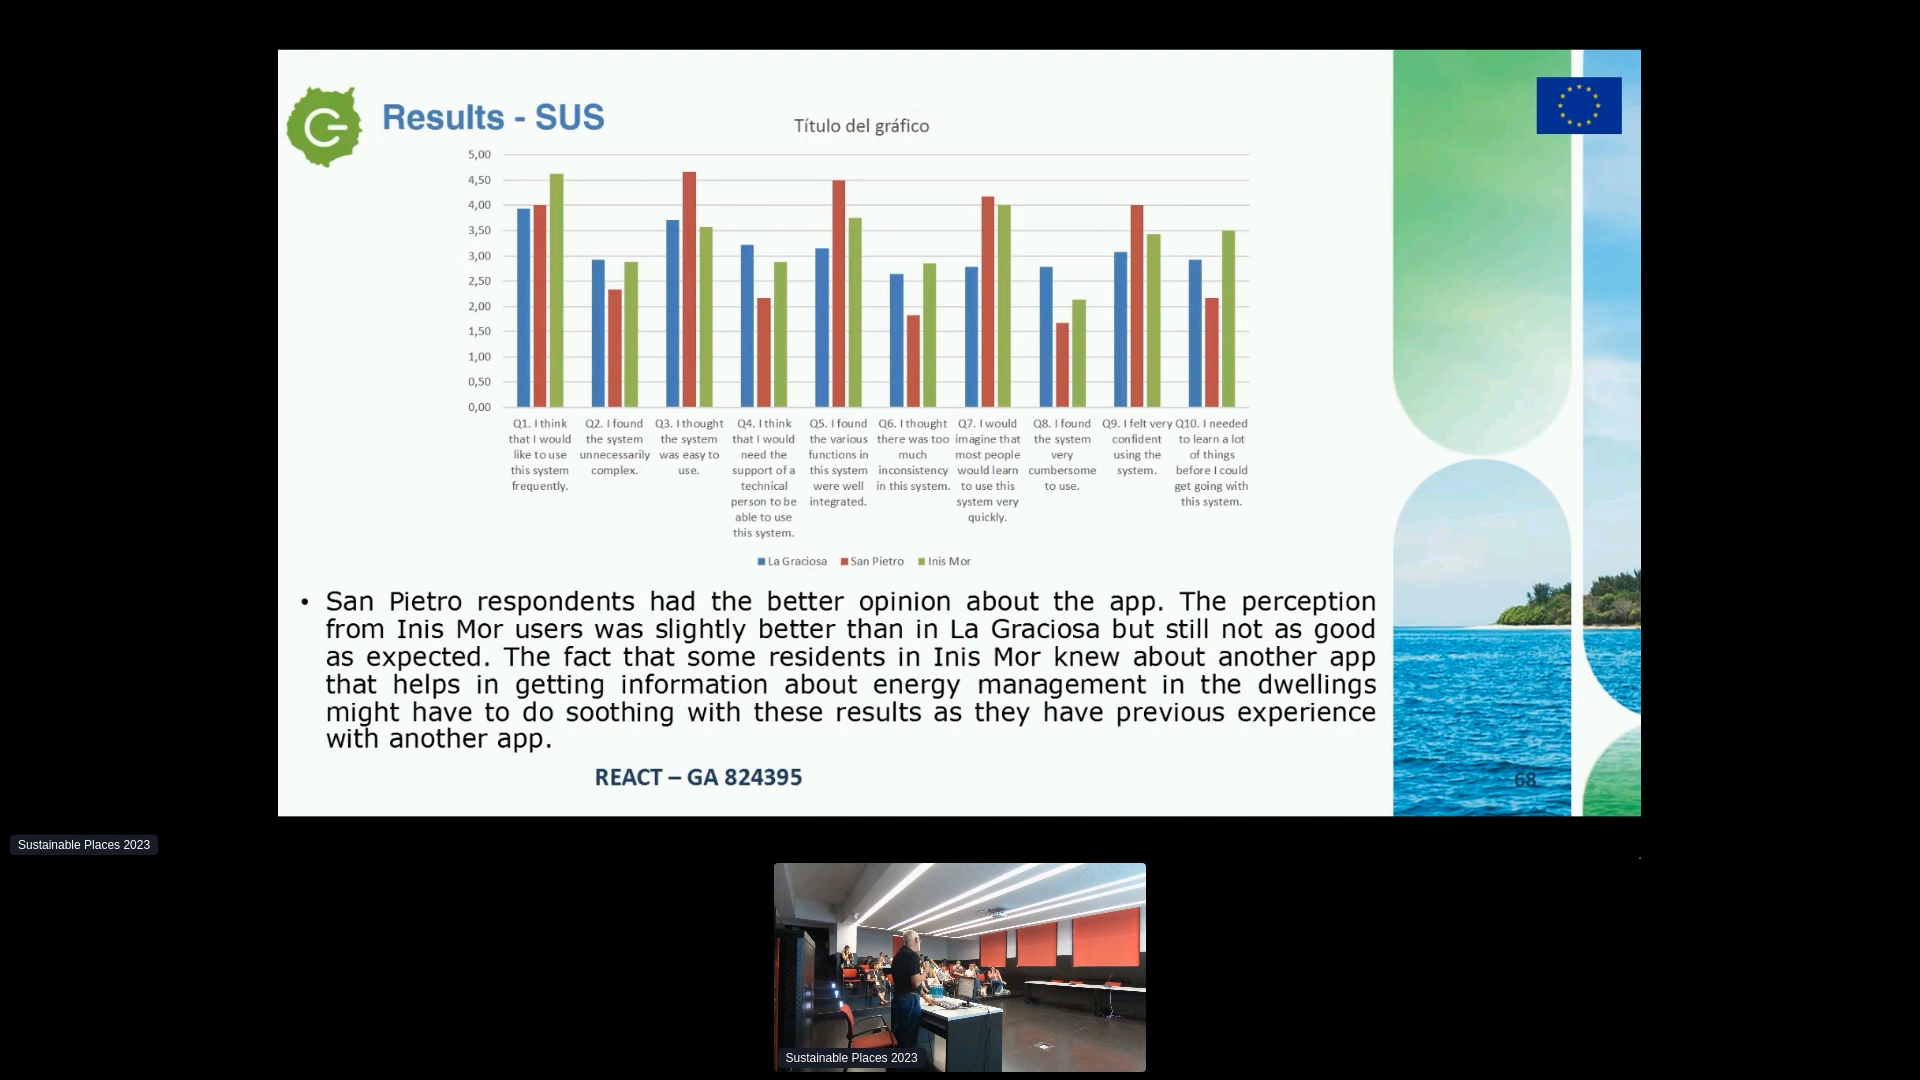 Results - SUS
Título del gráfico
5,00
4,50
4,00
3,50
3,00
2,50
2,00
1,50
1,00
0,50
0,00
Q1. I think
that I would
like to use
this system
frequently.
Q2. I found
the system
unnecessarily
complex.
Q3. I thought
the system
was easy to
use.
Q4. I think
that I would
need the
support of a
technical
person to be
able to use
this system.
Q5. I found
the various
functions in
this system
were well
integrated.
Q6. I thought
there was too
much
inconsistency
in this system.
Q7. I would
imagine that
most people
would learn
to use this
system very
quickly.
Q8. I found
the system
very
cumbersome
to use.
Q9. I felt very
confident
using the
system.
Q10. I needed
to learn a lot
of things
before I could
get going with
this system.
La Graciosa San Pietro Inis Mor
• San Pietro respondents had the better opinion about the app. The perception
from Inis Mor users was slightly better than in La Graciosa but still not as good
as expected. The fact that some residents in Inis Mor knew about another app
that helps in getting information about energy management in the dwellings
might have to do soothing with these results as they have previous experience
with another app.
REACT – GA 824395
68
Sustainable Places 2023
Sustainable Places 2023